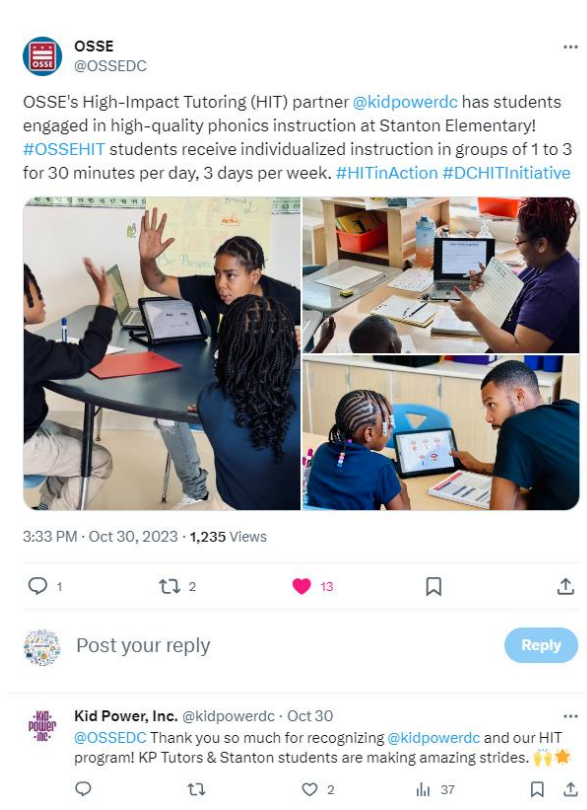 OSSE
@OSSEDC
OSSE's High-Impact Tutoring (HIT) partner @kidpowerdc has students
engaged in high-quality phonics instruction at Stanton Elementary!
#OSSEHIT students receive individualized instruction in groups of 1 to 3
for 30 minutes per day, 3 days per week. #HITinAction #DCHITInitiative
3:33 PM · Oct 30, 2023 · 1,235 Views
1 2 13
Post your reply
Reply
Kid Power, Inc. @kidpowerdc · Oct 30
@OSSEDC Thank you so much for recognizing @kidpowerdc and our HIT
program! KP Tutors & Stanton students are making amazing strides. 🙌🌟
2 37
OSSE
KID
POWER
INC